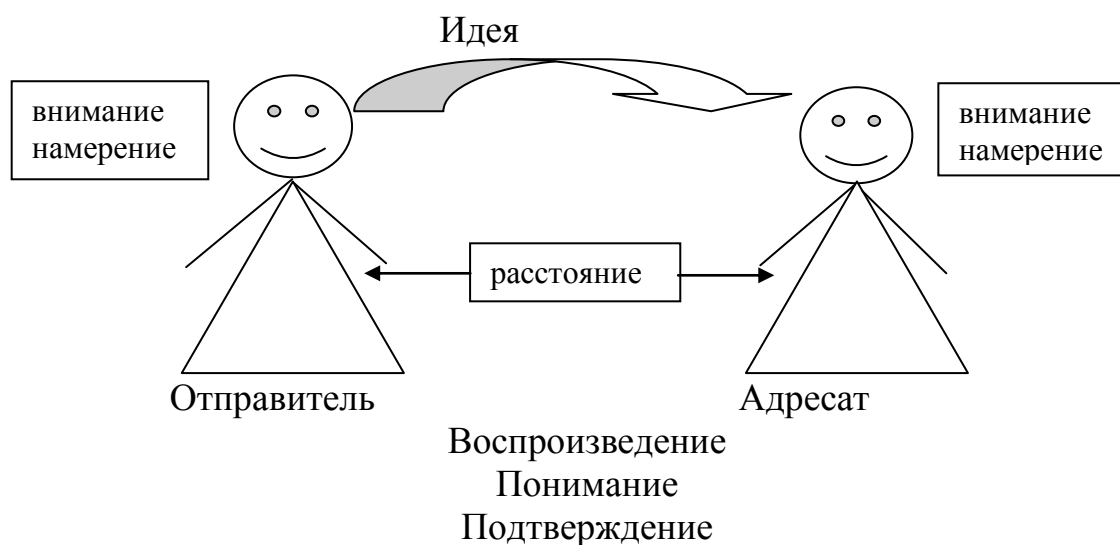 Идея
внимание
намерение
внимание
намерение
расстояние
Отправитель
Адресат
Воспроизведение
Понимание
Подтверждение